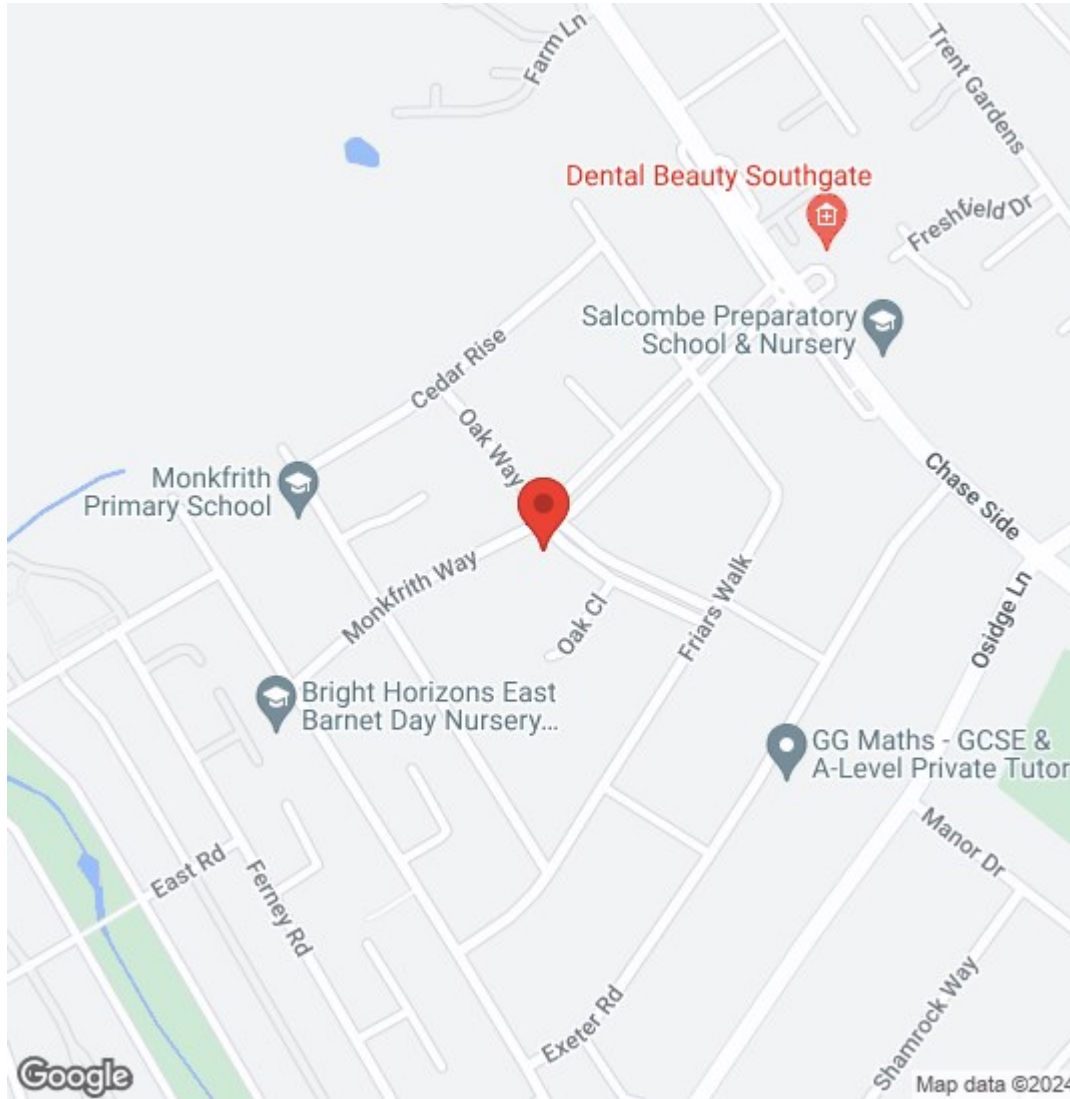 Farm Ln
Trent Gardens
Dental Beauty Southgate
Freshfield Dr
Salcombe Preparatory
School & Nursery
Cedar Rise
Oak Way
Monkfrith
Primary School
Chase Side
Monkfrith Way
Oak Cl
Friars Walk
Osidge Ln
Bright Horizons East
Barnet Day Nursery...
GG Maths - GCSE &
A-Level Private Tutor
Manor Dr
East Rd
Ferney Rd
Exeter Rd
Shamrock Way
Google
Map data ©2024